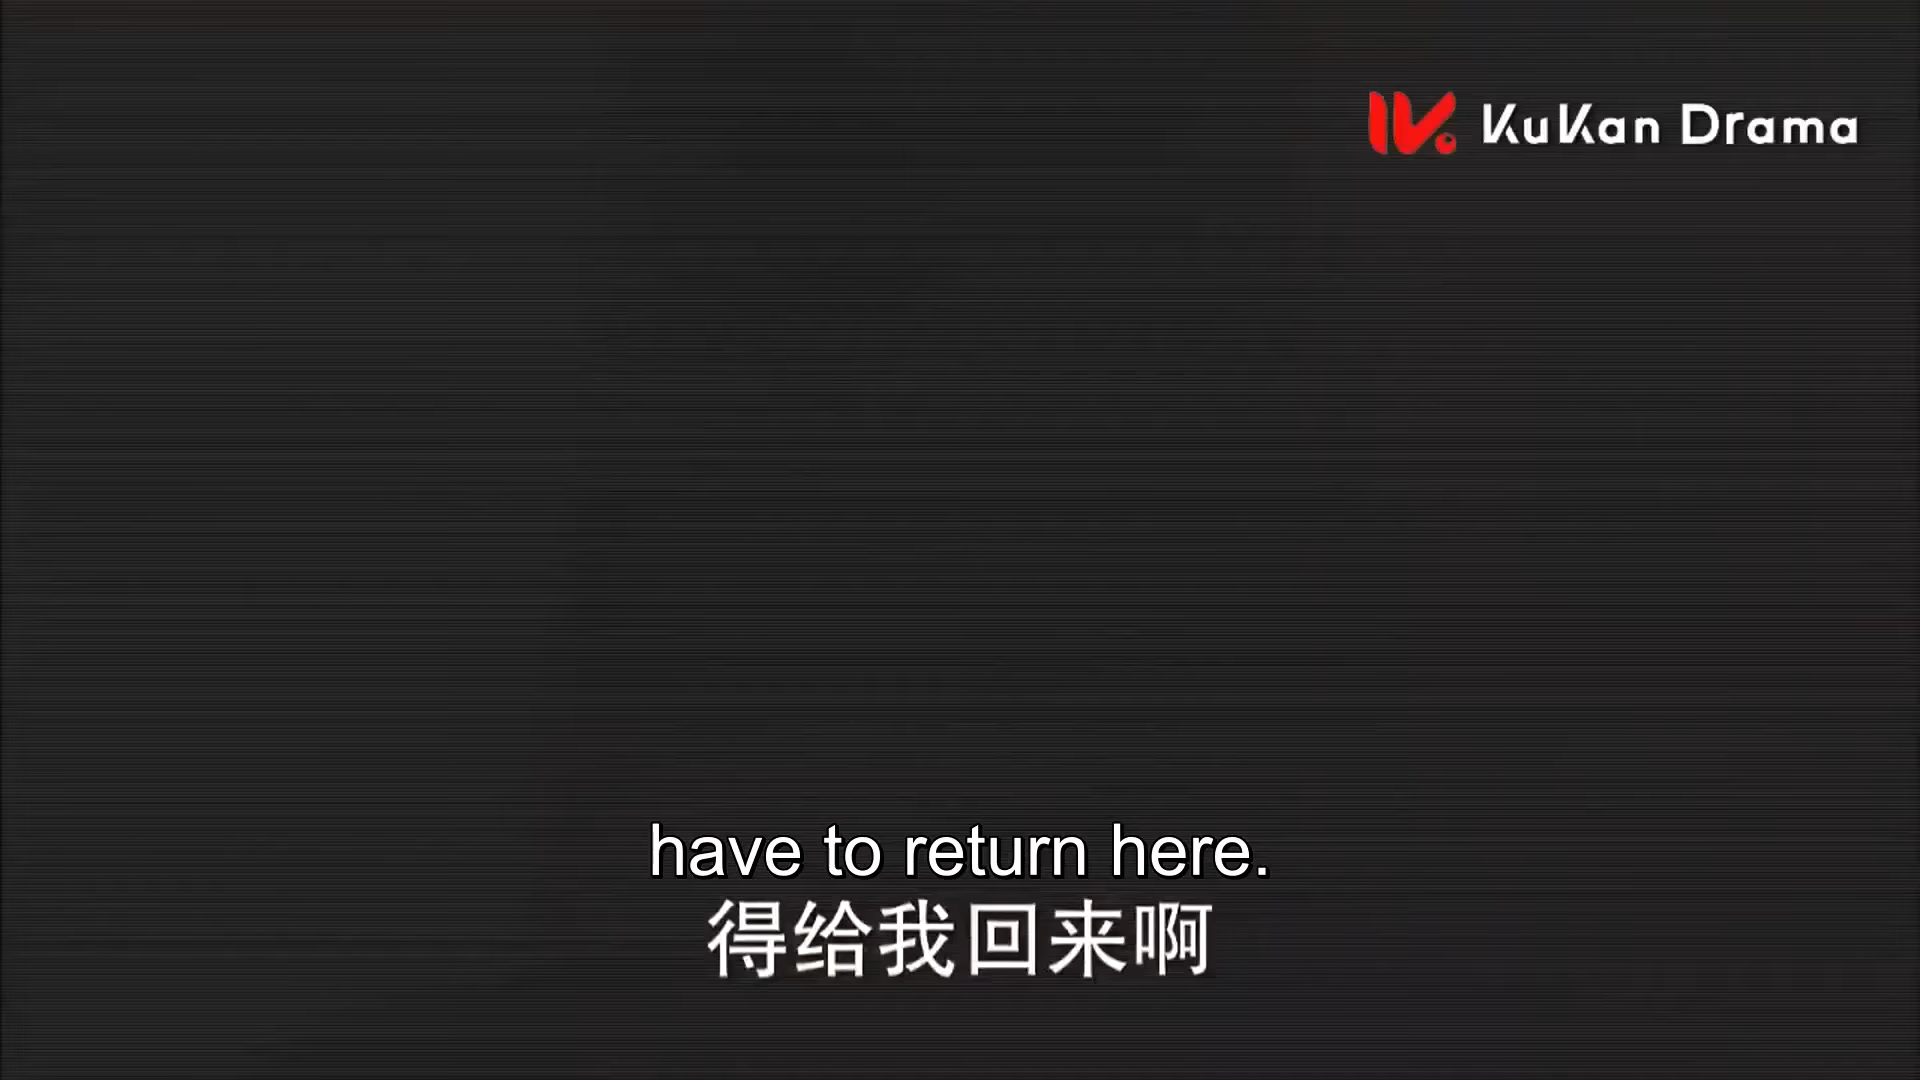 KuKan Drama
have to return here.
得给我回来啊